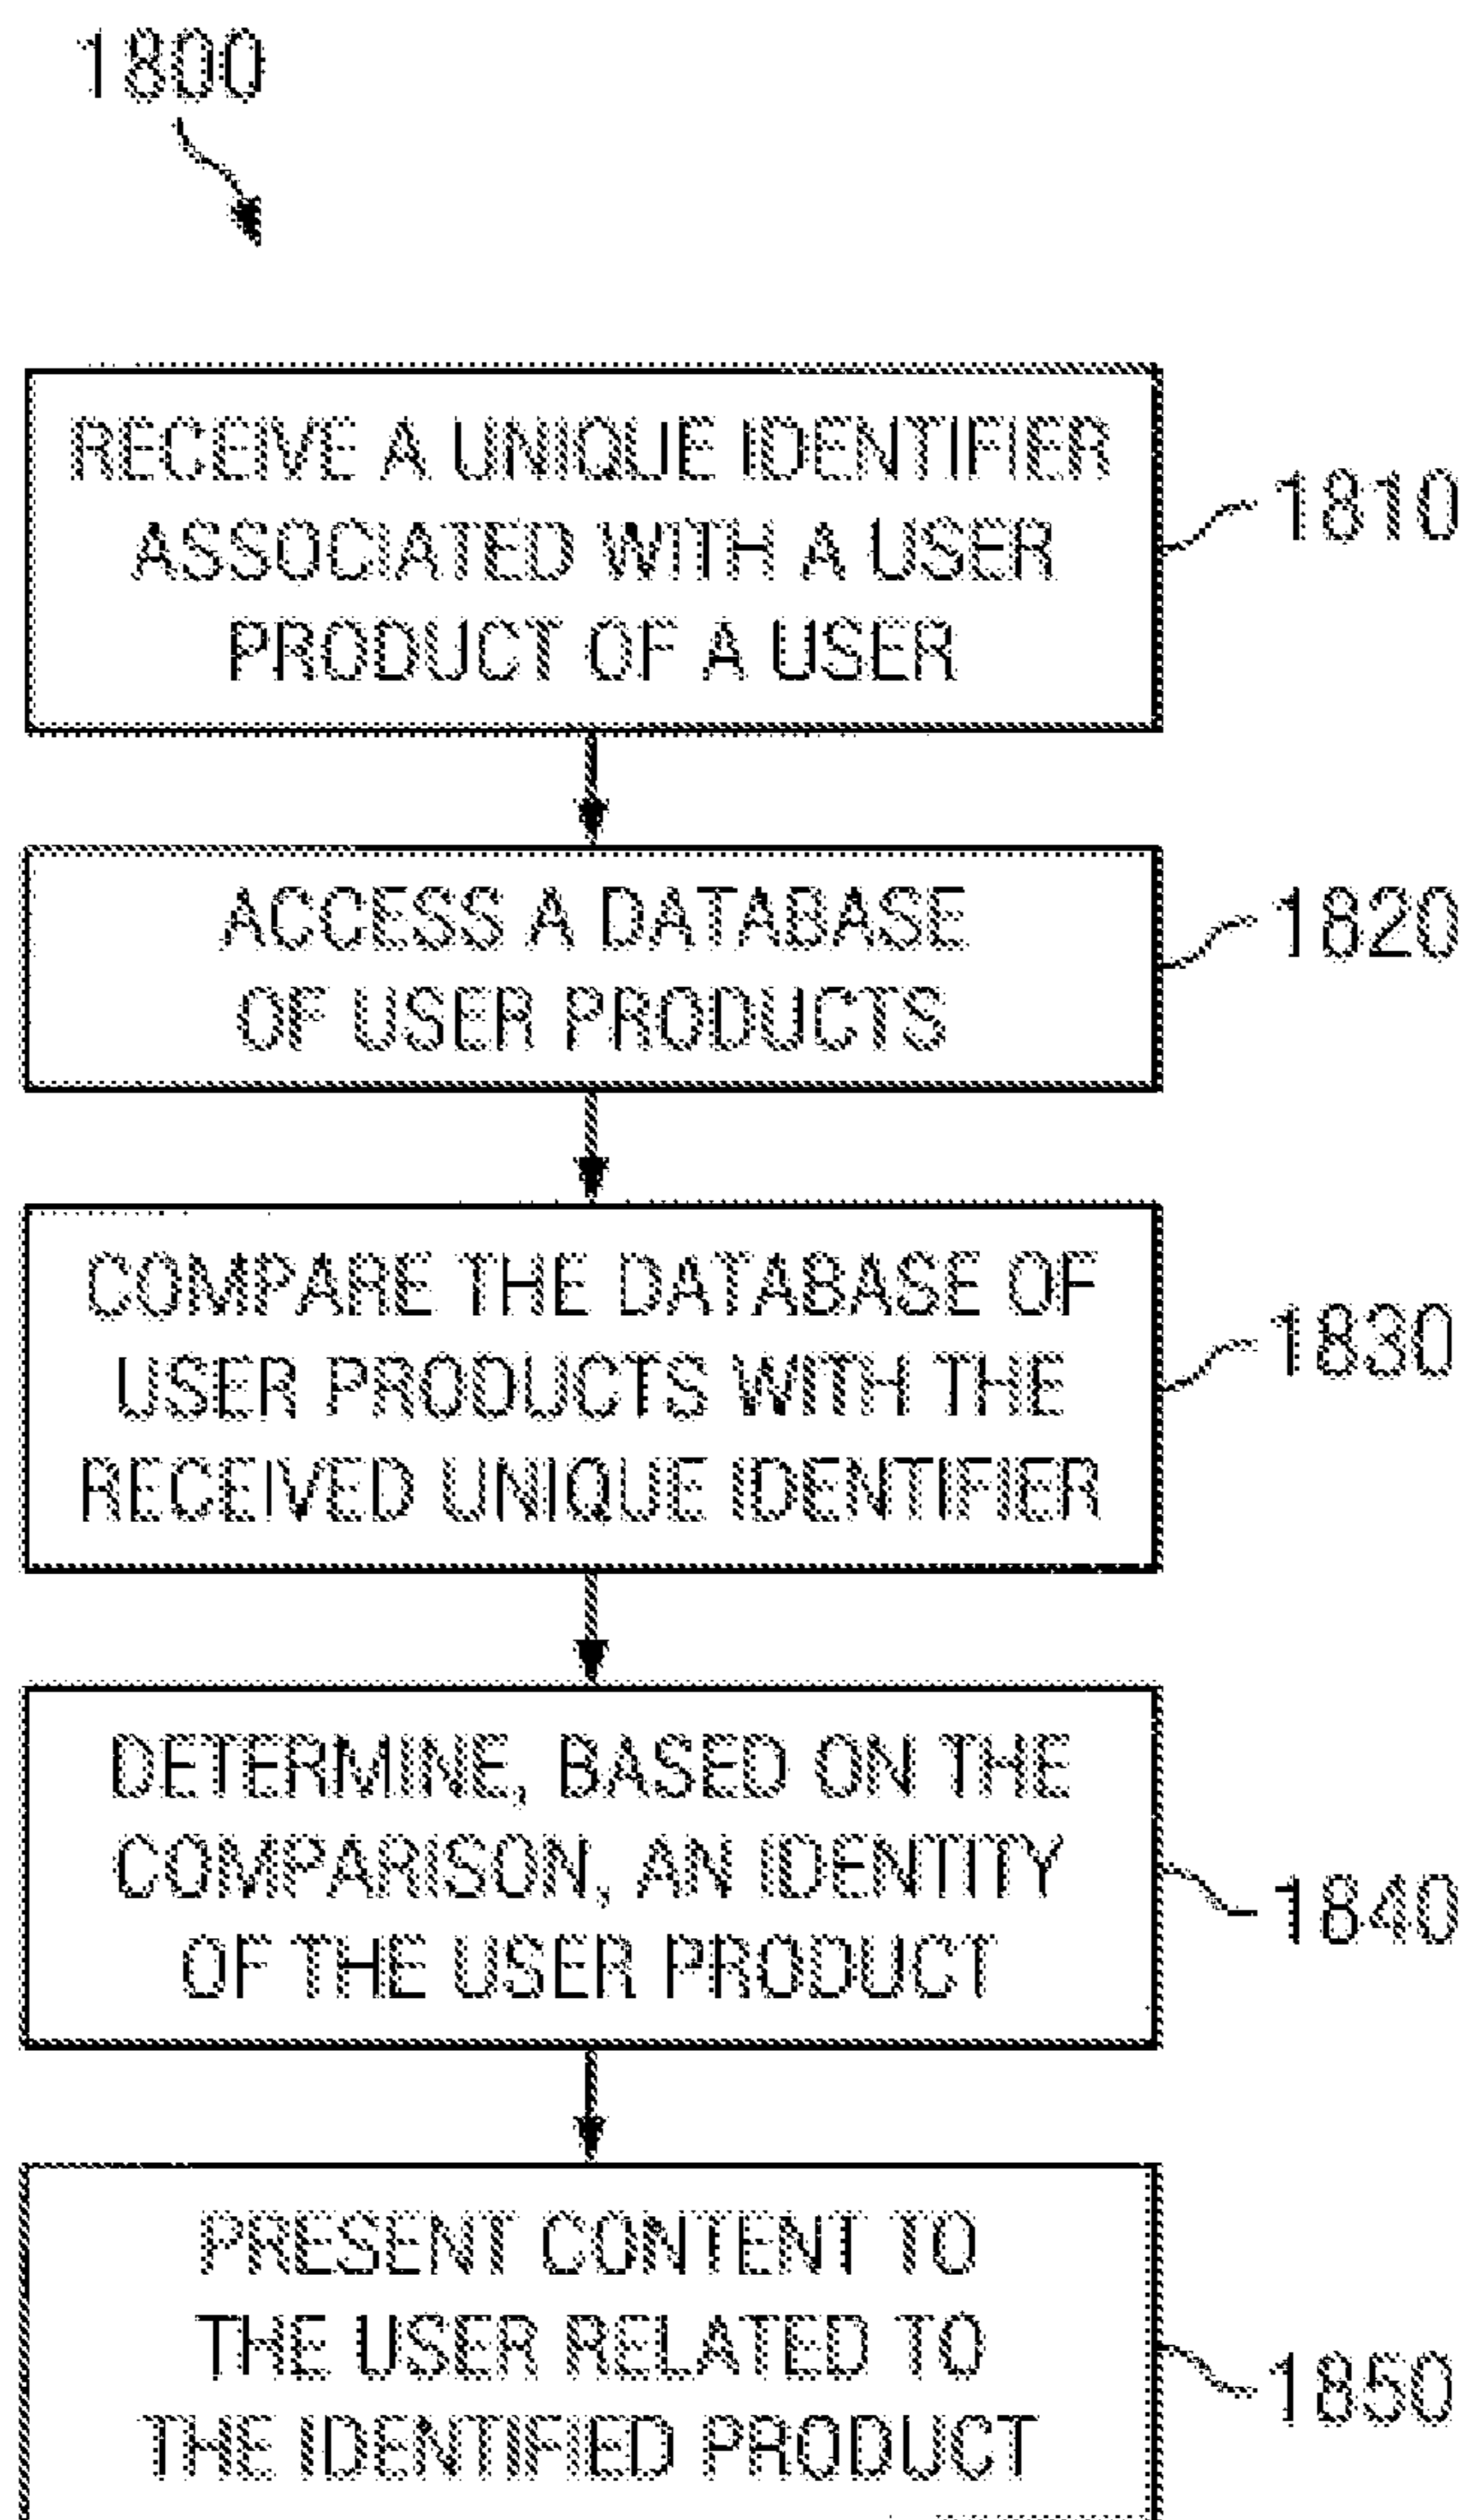 1800
RECEIVE A UNIQUE IDENTIFIER
ASSOCIATED WITH A USER
PRODUCT OF A USER
1810
ACCESS A DATABASE
OF USER PRODUCTS
1820
COMPARE THE DATABASE OF
USER PRODUCTS WITH THE
RECEIVED UNIQUE IDENTIFIER
1830
DETERMINE, BASED ON THE
COMPARISON, AN IDENTITY
OF THE USER PRODUCT
1840
PRESENT CONTENT TO
THE USER RELATED TO
THE IDENTIFIED PRODUCT
1850